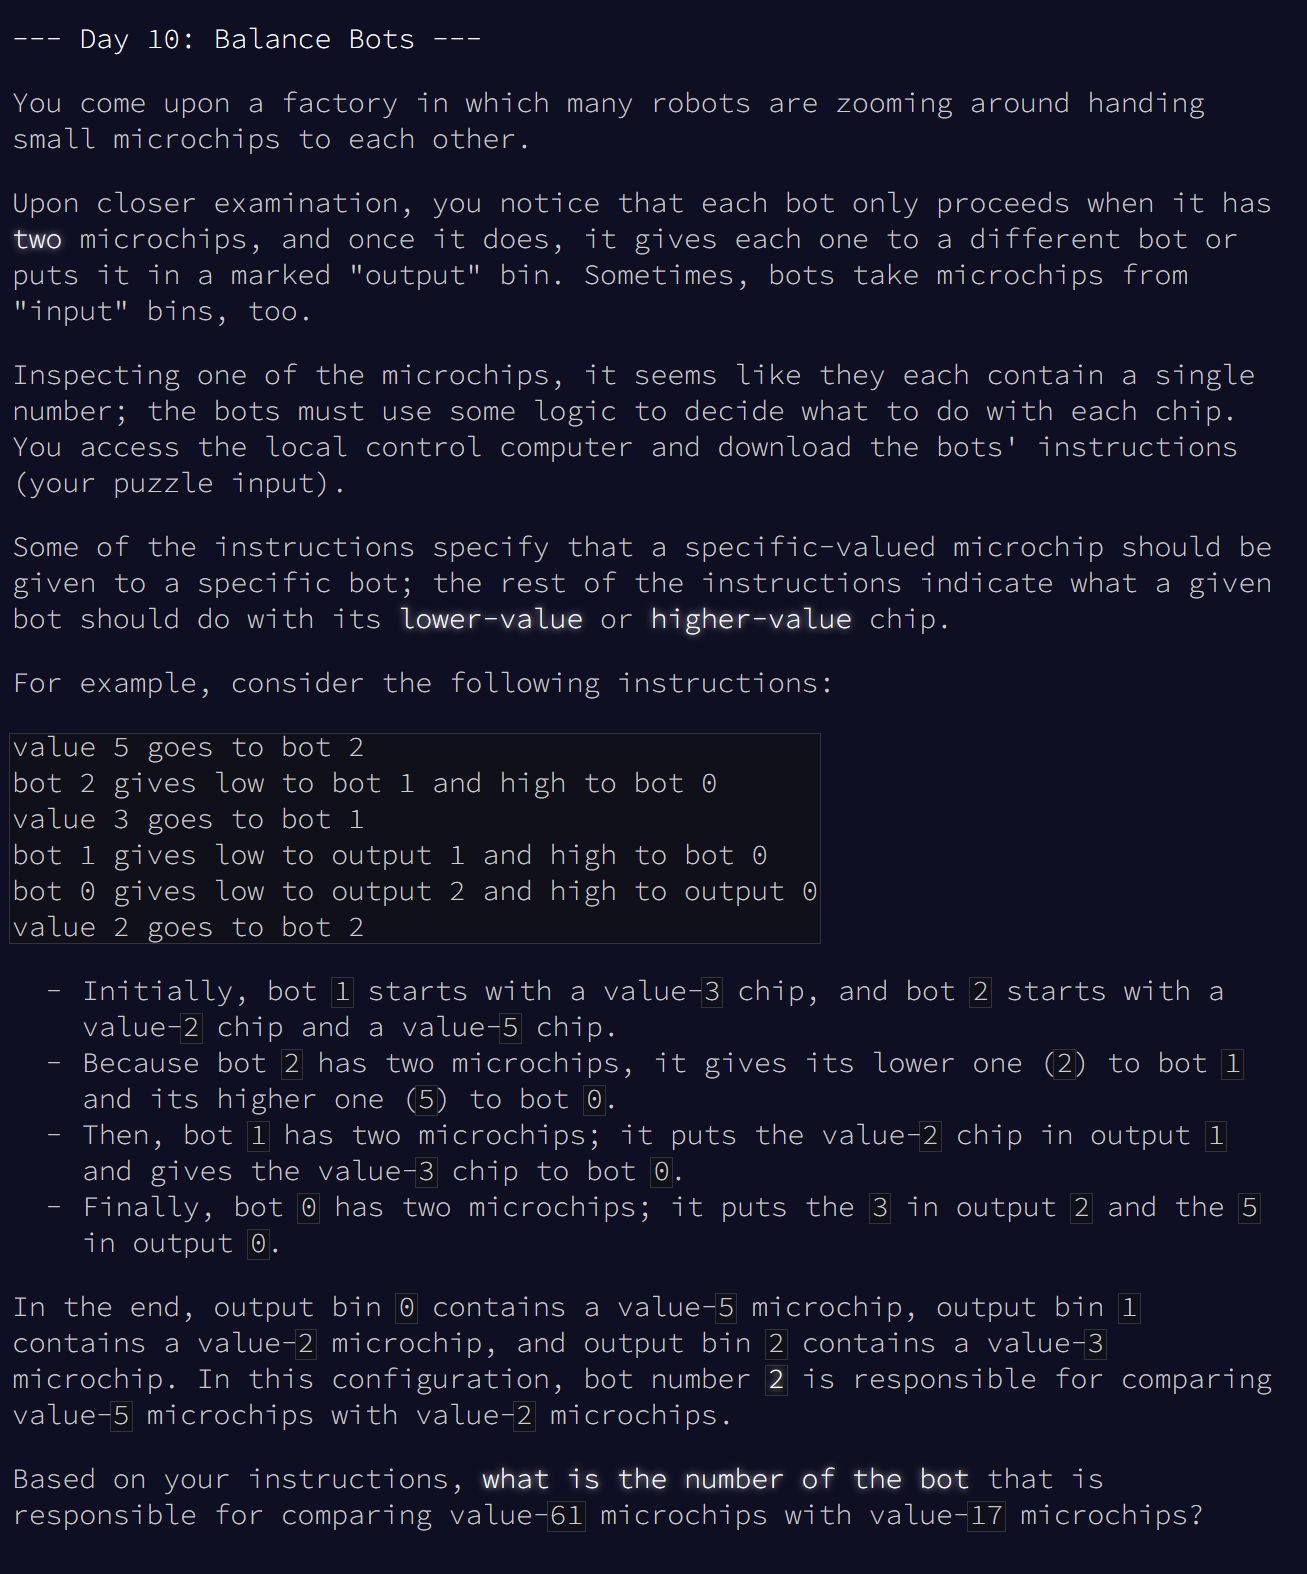 --- Day 10: Balance Bots ---
You come upon a factory in which many robots are zooming around handing
small microchips to each other.
Upon closer examination, you notice that each bot only proceeds when it has
two microchips, and once it does, it gives each one to a different bot or
puts it in a marked "output" bin. Sometimes, bots take microchips from
"input" bins, too.
Inspecting one of the microchips, it seems like they each contain a single
number; the bots must use some logic to decide what to do with each chip.
You access the local control computer and download the bots' instructions
(your puzzle input).
Some of the instructions specify that a specific-valued microchip should be
given to a specific bot; the rest of the instructions indicate what a given
bot should do with its lower-value or higher-value chip.
For example, consider the following instructions:
value 5 goes to bot 2
bot 2 gives low to bot 1 and high to bot 0
value 3 goes to bot 1
bot 1 gives low to output 1 and high to bot 0
bot 0 gives low to output 2 and high to output 0
value 2 goes to bot 2
- Initially, bot 1 starts with a value-3 chip, and bot 2 starts with a
value-2 chip and a value-5 chip.
- Because bot 2 has two microchips, it gives its lower one (2) to bot 1
and its higher one (5) to bot 0.
- Then, bot 1 has two microchips; it puts the value-2 chip in output 1
and gives the value-3 chip to bot 0.
- Finally, bot 0 has two microchips; it puts the 3 in output 2 and the 5
in output 0.
In the end, output bin 0 contains a value-5 microchip, output bin 1
contains a value-2 microchip, and output bin 2 contains a value-3
microchip. In this configuration, bot number 2 is responsible for comparing
value-5 microchips with value-2 microchips.
Based on your instructions, what is the number of the bot that is
responsible for comparing value-61 microchips with value-17 microchips?